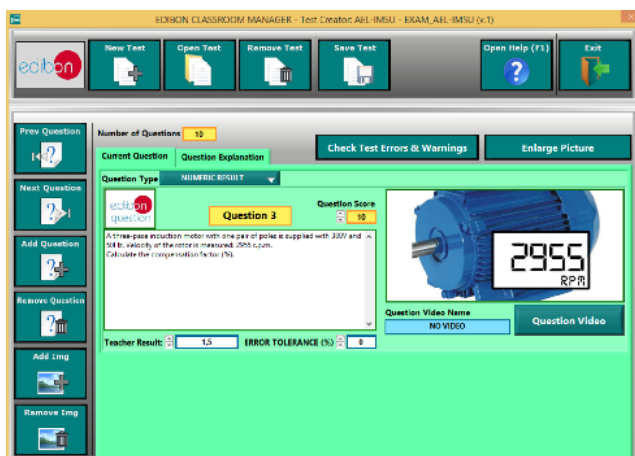 EDIBON CLASSROOM MANAGER - Test Creator: AEL-IMSU - EXAM_AEL-IMSU (v.1)
edibon
New Test
Open Test
Remove Test
Save Test
Open Help (F1)
Exit
Prev Question
Next Question
Add Question
Remove Question
Add Img
Remove Img
Number of Questions 10
Check Test Errors & Warnings
Enlarge Picture
Current Question
Question Explanation
Question Type NUMERIC RESULT
edibon
question
Question 3
Question Score
10
A three-pase induction motor with one pair of poles is supplied with 330V and
50Hz. Velocity of the rotor is measured: 2955 r.p.m.
Calculate the compensation factor (%).
2955
RPM
Question Video Name
NO VIDEO
Question Video
Teacher Result: 1,5 ERROR TOLERANCE (%) 0